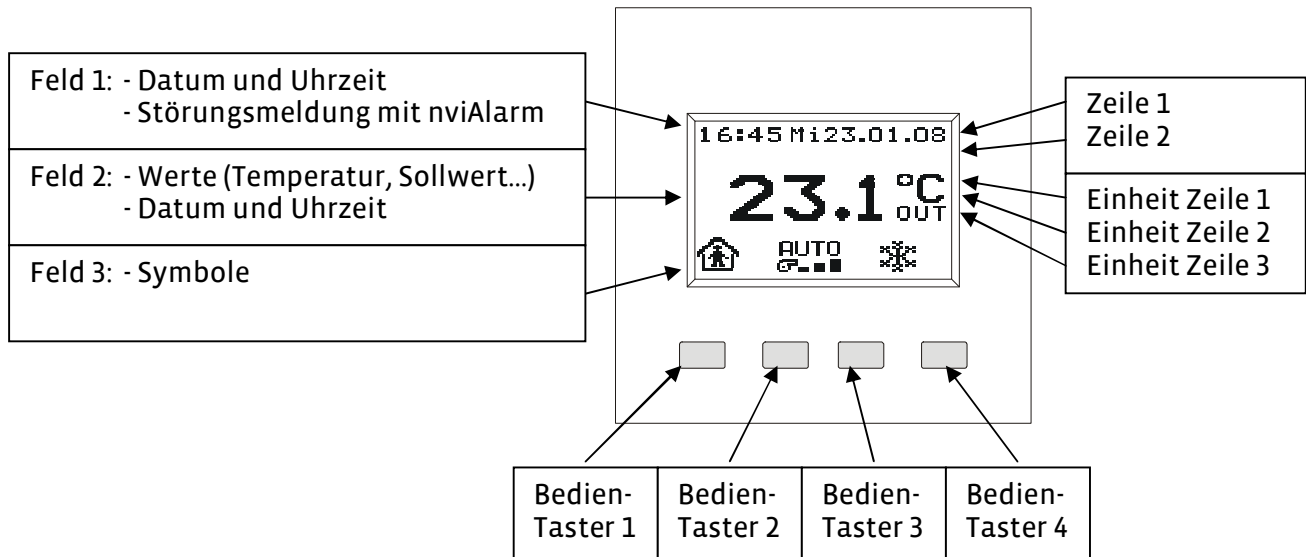 Feld 1: - Datum und Uhrzeit
- Störungsmeldung mit nviAlarm
Feld 2: - Werte (Temperatur, Sollwert...)
- Datum und Uhrzeit
Feld 3: - Symbole
16:45 Mi23.01.08
23.1 °C
OUT
AUTO
Zeile 1
Zeile 2
Einheit Zeile 1
Einheit Zeile 2
Einheit Zeile 3
Bedien-
Taster 1
Bedien-
Taster 2
Bedien-
Taster 3
Bedien-
Taster 4